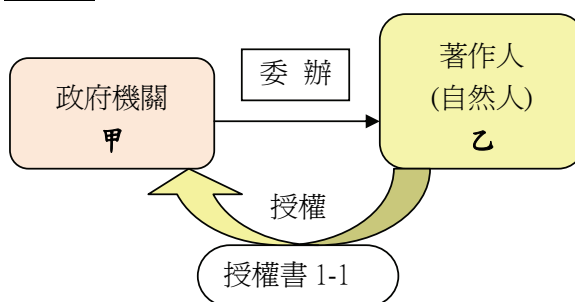 政府機關
甲
委 辦
著作人
(自然人)
乙
授權
授權書 1-1